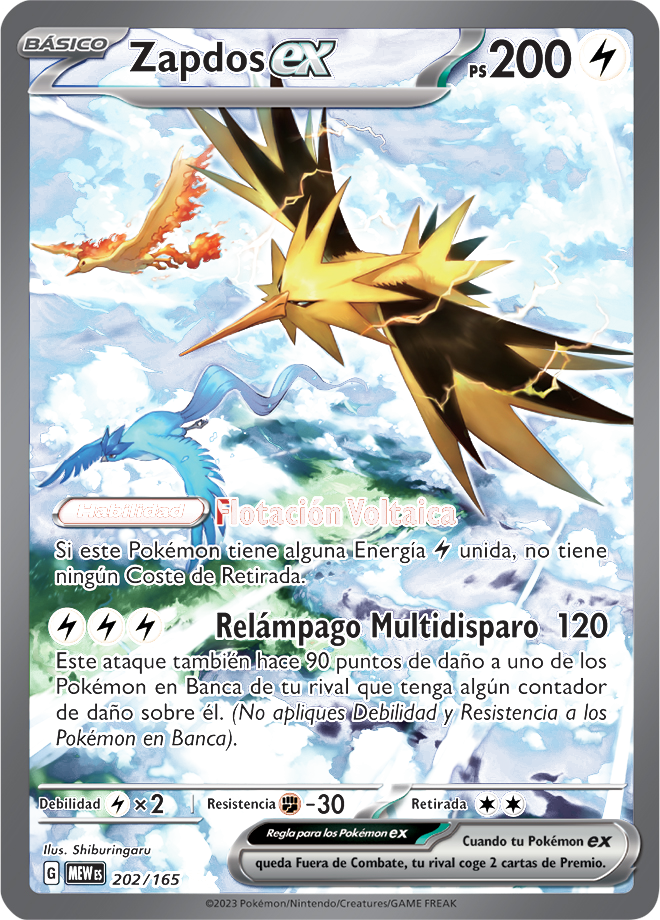 BÁSICO Zapdos ex PS 200
Habilidad Flotación Voltaica
Si este Pokémon tiene alguna Energía unida, no tiene
ningún Coste de Retirada.
Relámpago Multidisparo 120
Este ataque también hace 90 puntos de daño a uno de los
Pokémon en Banca de tu rival que tenga algún contador
de daño sobre él. (No apliques Debilidad y Resistencia a los
Pokémon en Banca).
Debilidad ×2 Resistencia -30 Retirada
Ilus. Shiburingaru
G MEW ES 202/165
Regla para los Pokémon ex Cuando tu Pokémon ex
queda Fuera de Combate, tu rival coge 2 cartas de Premio.
©2023 Pokémon/Nintendo/Creatures/GAME FREAK